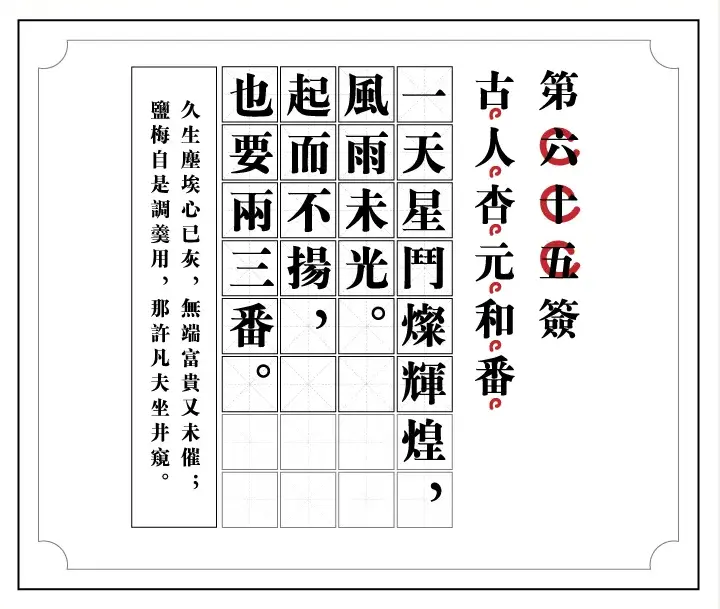 第六十五簽
古人杏元和番
一天星鬥燦輝煌，
風雨未光。
起而不揚，
也要兩三番。
久生塵埃心已灰，無端富貴又未催；
鹽梅自是調羹用，那許凡夫坐井窺。